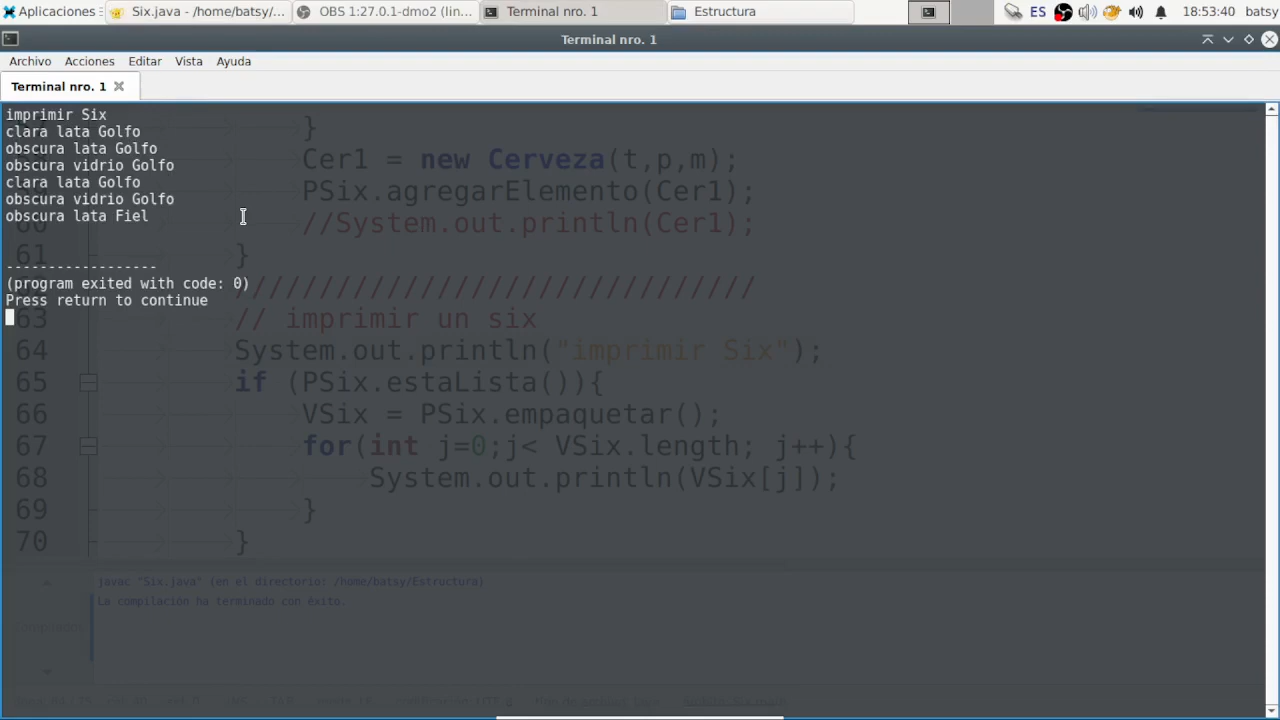 Aplicaciones
Six.java - /home/batsy/...
OBS 1:27.0.1-dmo2 (lin...
Terminal nro. 1
Estructura
ES
18:53:40
batsy
Terminal nro. 1
Archivo Acciones Editar Vista Ayuda
Terminal nro. 1
imprimir Six
clara lata Golfo
obscura lata Golfo
obscura vidrio Golfo
clara lata Golfo
obscura vidrio Golfo
obscura lata Fiel
------------------
(program exited with code: 0)
Press return to continue
}
Cer1 = new Cerveza(t,p,m);
PSix.agregarElemento(Cer1);
60 //System.out.println(Cer1);
61 }
///////////////////////////////
63 // imprimir un six
64 System.out.println("imprimir Six");
65 if (PSix.estaLista()){
66 VSix = PSix.empaquetar();
67 for(int j=0;j< VSix.length; j++){
68 System.out.println(VSix[j]);
69 }
70 }
javac "Six.java" (en el directorio: /home/batsy/Estructura)
La compilación ha terminado con éxito.